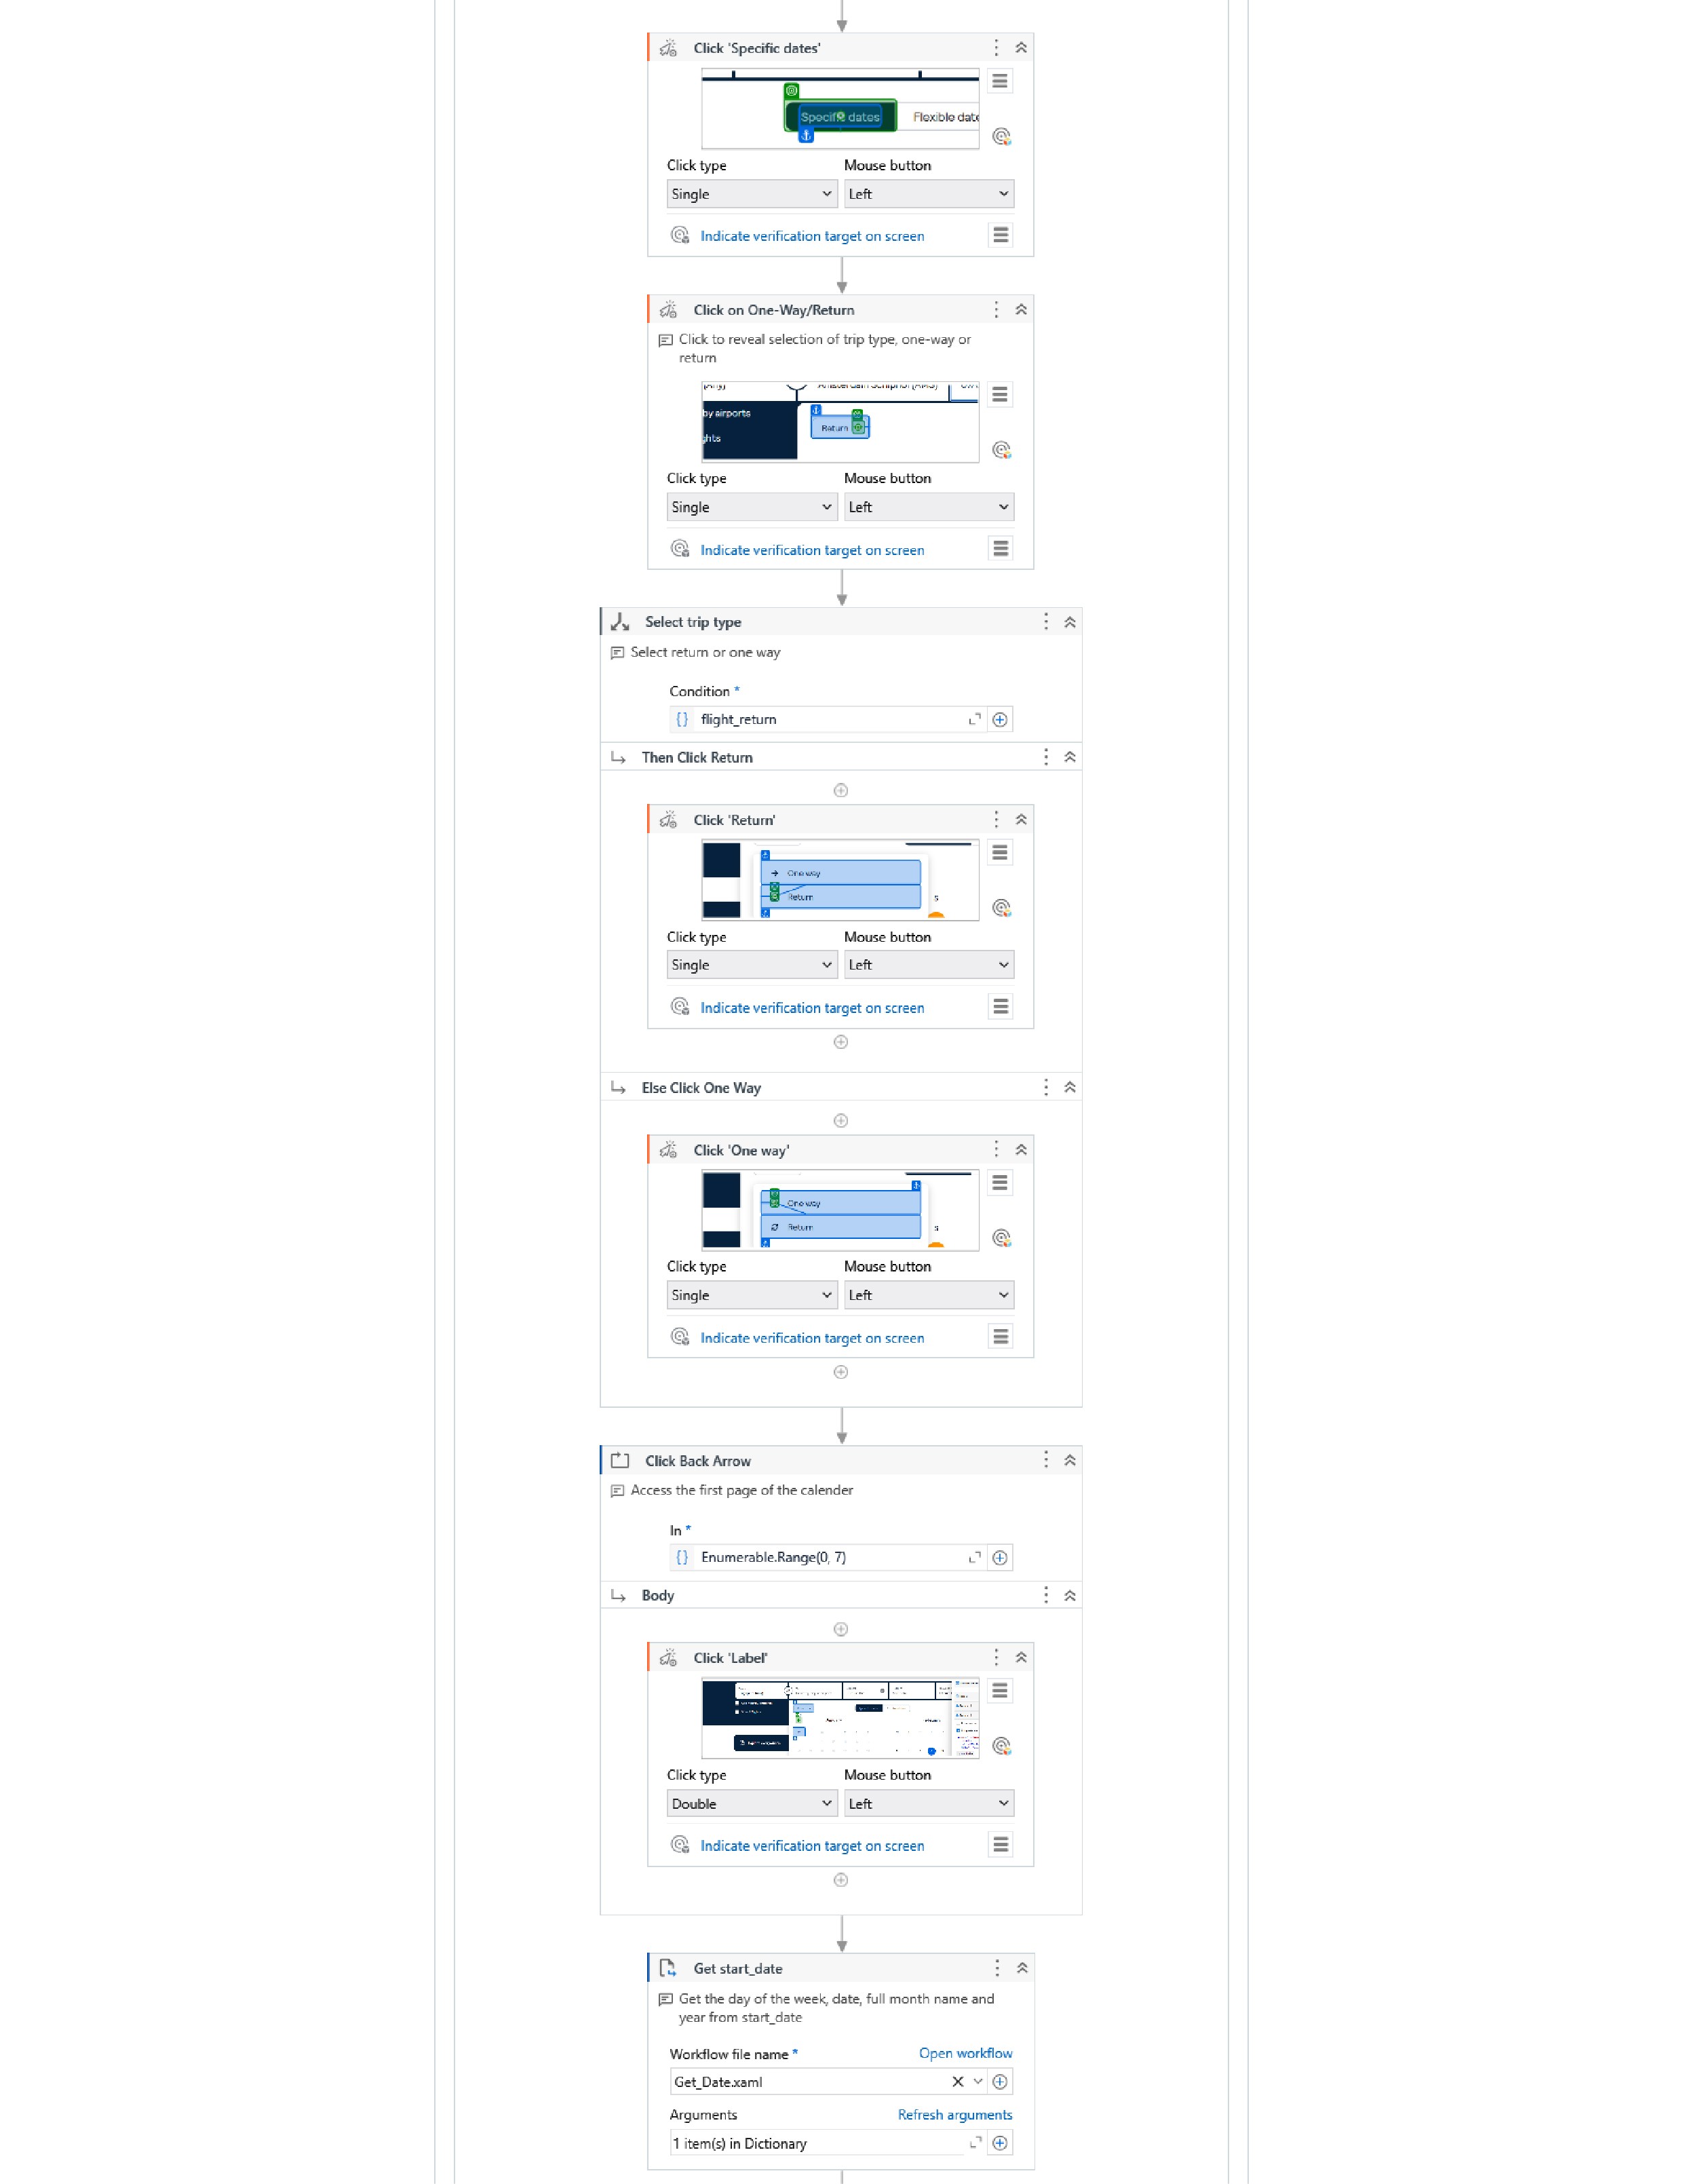 Click 'Specific dates'
Specific dates
Flexible date
Click type
Mouse button
Single
Left
Indicate verification target on screen
Click on One-Way/Return
Click to reveal selection of trip type, one-way or
return
Amsterdam Schiphol (AMS)
by airports
Return
ghts
Click type
Mouse button
Single
Left
Indicate verification target on screen
Select trip type
Select return or one way
Condition *
flight_return
Then Click Return
Click 'Return'
One way
Return
s
Click type
Mouse button
Single
Left
Indicate verification target on screen
Else Click One Way
Click 'One way'
One way
Return
s
Click type
Mouse button
Single
Left
Indicate verification target on screen
Click Back Arrow
Access the first page of the calender
In *
Enumerable.Range(0, 7)
Body
Click 'Label'
Click type
Mouse button
Double
Left
Indicate verification target on screen
Get start_date
Get the day of the week, date, full month name and
year from start_date
Workflow file name *
Open workflow
Get_Date.xaml
Arguments
Refresh arguments
1 item(s) in Dictionary